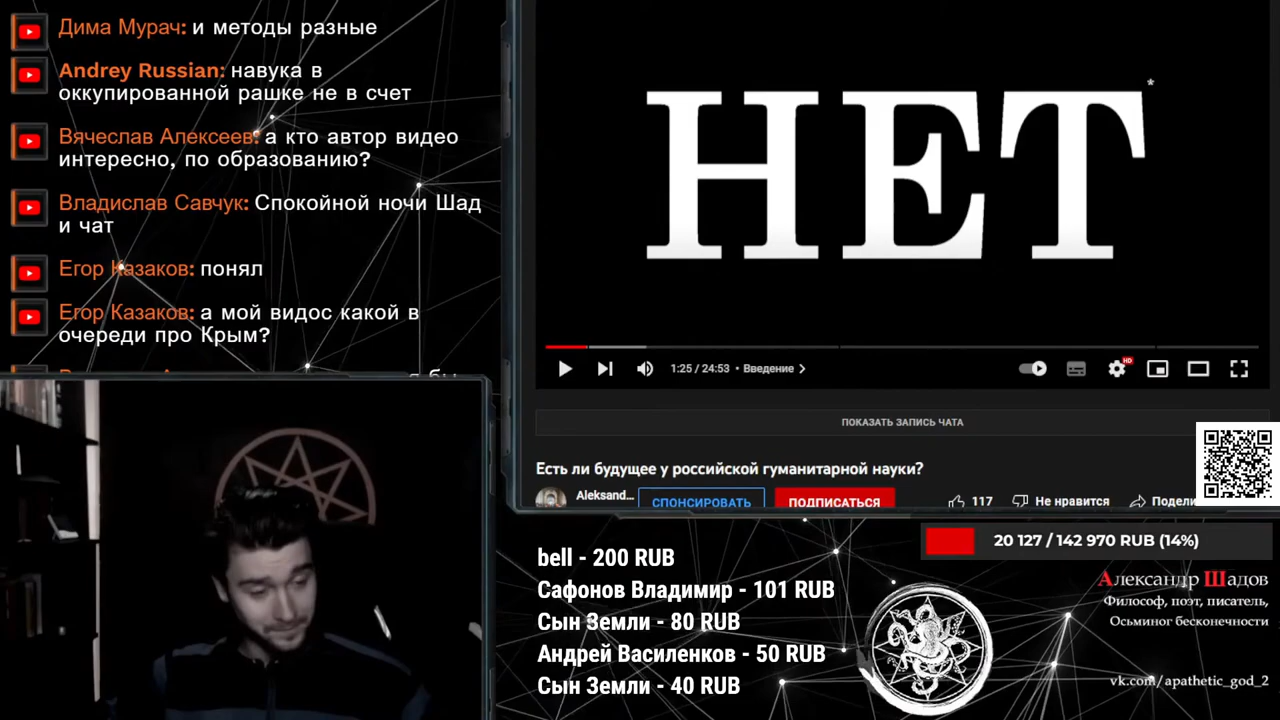 Дима Мурач: и методы разные
Andrey Russian: навука в
оккупированной рашке не в счет
Вячеслав Алексеев: а кто автор видео
интересно, по образованию?
Владислав Савчук: Спокойной ночи Шад
и чат
Егор Казаков: понял
Егор Казаков: а мой видос какой в
очереди про Крым?
НЕТ*
1:25 / 24:53 • Введение
HD
ПОКАЗАТЬ ЗАПИСЬ ЧАТА
Есть ли будущее у российской гуманитарной науки?
Aleksand...
СПОНСИРОВАТЬ
ПОДПИСАТЬСЯ
117
Не нравится
20 127 / 142 970 RUB (14%)
bell - 200 RUB
Сафонов Владимир - 101 RUB
Сын Земли - 80 RUB
Андрей Василенков - 50 RUB
Сын Земли - 40 RUB
Александр Шадов
Философ, поэт, писатель,
Осьминог бесконечности
vk.com/apathetic_god_2